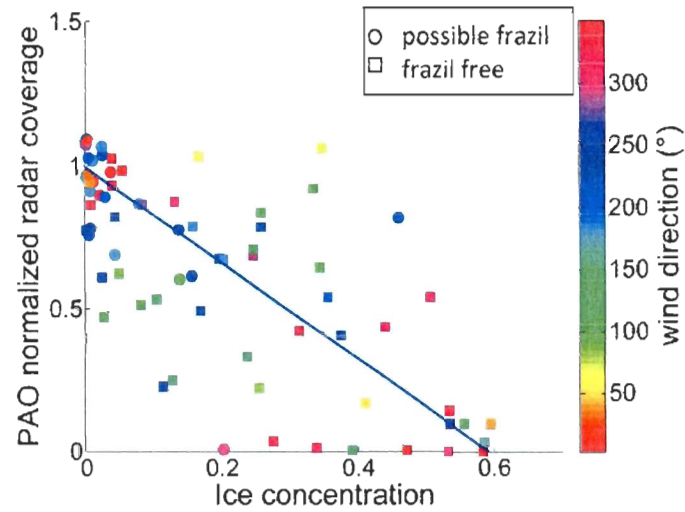 1.5
possible frazil
frazil free
PAO normalized radar coverage
1
0.5
0
0
0.2
0.4
0.6
Ice concentration
300
250
200
150
100
50
wind direction (°)